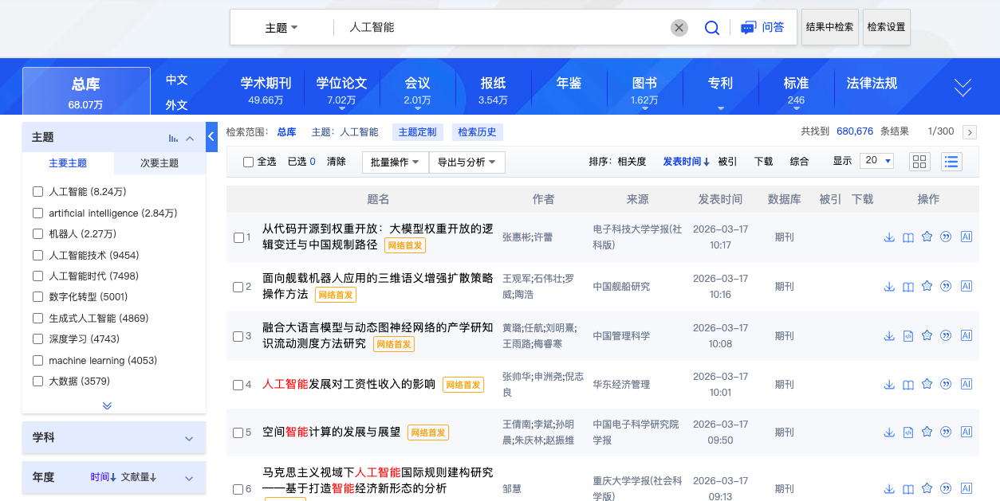 主题
人工智能
问答
结果中检索
检索设置
总库
68.07万
中文
外文
学术期刊
49.66万
学位论文
7.02万
会议
2.01万
报纸
3.54万
年鉴
图书
1.62万
专利
标准
246
法律法规
主题
主要主题
次要主题
人工智能 (8.24万)
artificial intelligence (2.84万)
机器人 (2.27万)
人工智能技术 (9454)
人工智能时代 (7498)
数字化转型 (5001)
生成式人工智能 (4869)
深度学习 (4743)
machine learning (4053)
大数据 (3579)
学科
年度 时间↓ 文献量↓
检索范围： 总库 主题：人工智能 主题定制 检索历史
共找到 680,676 条结果 1/300 >
全选 已选 0 清除 批量操作 导出与分析
排序： 相关度 发表时间↓ 被引 下载 综合 显示 20
题名 作者 来源 发表时间 数据库 被引 下载 操作
1
从代码开源到权重开放：大模型权重开放的逻
辑变迁与中国规制路径 网络首发
张惠彬;许蕾
电子科技大学学报(社
科版)
2026-03-17
10:17
期刊
AI
2
面向舰载机器人应用的三维语义增强扩散策略
操作方法 网络首发
王观军;石伟壮;罗
威;陶浩
中国舰船研究
2026-03-17
10:16
期刊
AI
3
融合大语言模型与动态图神经网络的产学研知
识流动测度方法研究 网络首发
黄璐;任航;刘明熹;
王雨路;梅睿寒
中国管理科学
2026-03-17
10:08
期刊
AI
4
人工智能发展对工资性收入的影响 网络首发
张帅华;申洲尧;倪志
良
华东经济管理
2026-03-17
10:01
期刊
AI
5
空间智能计算的发展与展望 网络首发
王倩南;李斌;孙明
晨;朱庆林;赵振维
中国电子科学研究院
学报
2026-03-17
09:50
期刊
AI
6
马克思主义视域下人工智能国际规则建构研究
——基于打造智能经济新形态的分析
邹慧
重庆大学学报(社会科
学版)
2026-03-17
09:13
期刊
AI